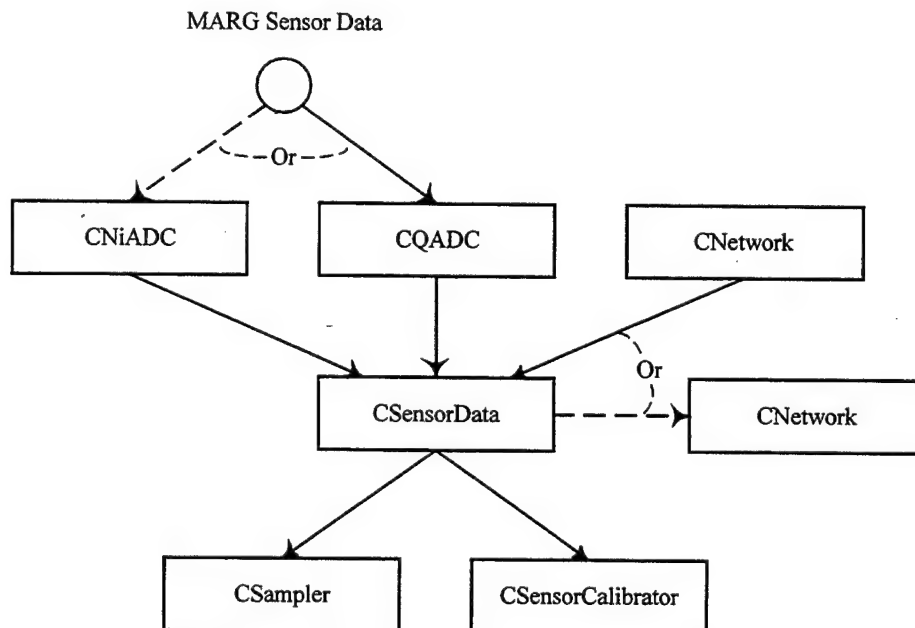 MARG Sensor Data
Or
CNiADC
CQADC
CNetwork
Or
CSensorData
CNetwork
CSampler
CSensorCalibrator